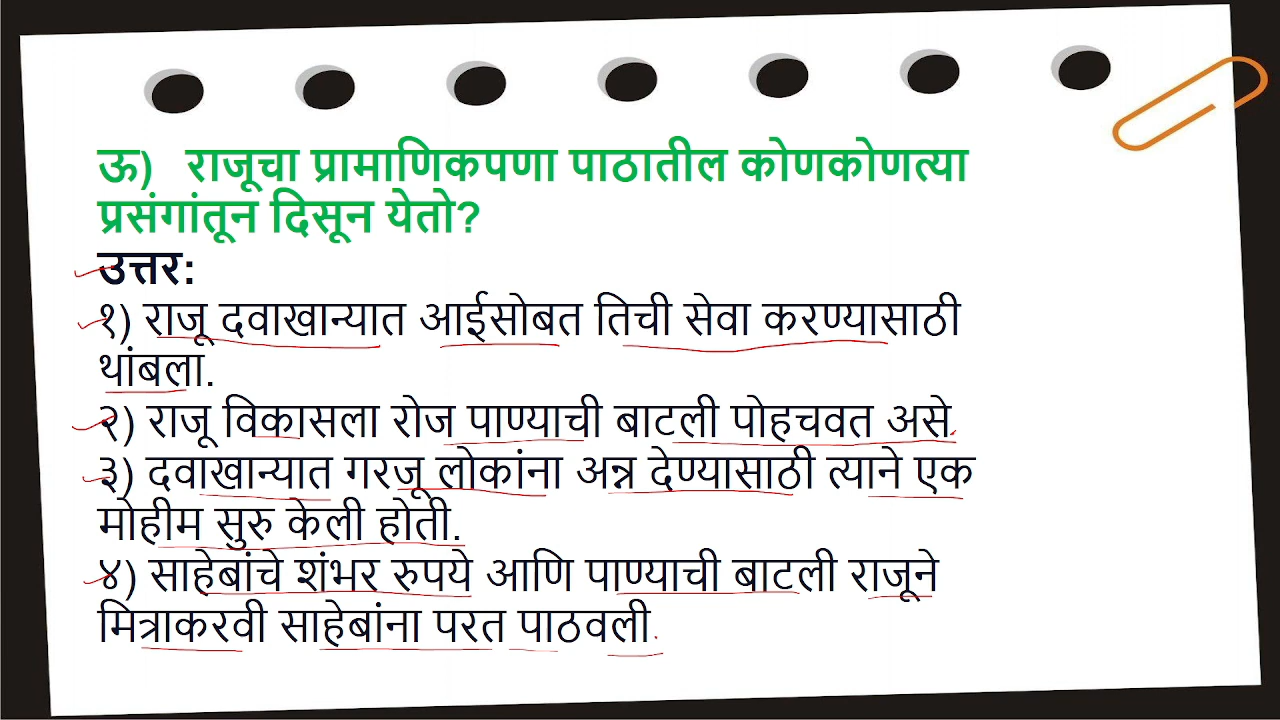 ऊ) राजूचा प्रामाणिकपणा पाठातील कोणकोणत्या
प्रसंगांतून दिसून येतो?
उत्तर:
१) राजू दवाखान्यात आईसोबत तिची सेवा करण्यासाठी
थांबला.
२) राजू विकासला रोज पाण्याची बाटली पोहचवत असे.
३) दवाखान्यात गरजू लोकांना अन्न देण्यासाठी त्याने एक
मोहीम सुरु केली होती.
४) साहेबांचे शंभर रुपये आणि पाण्याची बाटली राजूने
मित्राकरवी साहेबांना परत पाठवली.